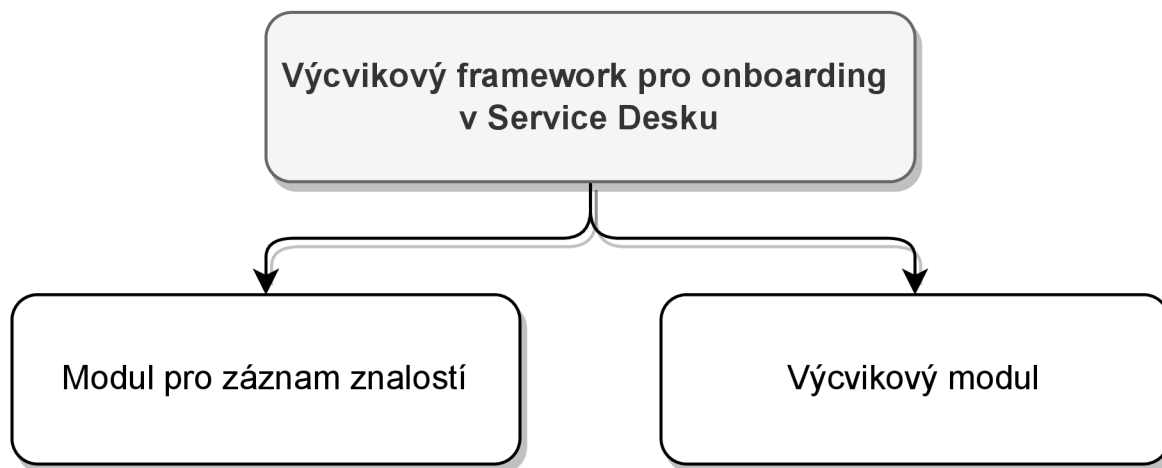 Výcvikový framework pro onboarding
v Service Desku
Modul pro záznam znalostí
Výcvikový modul